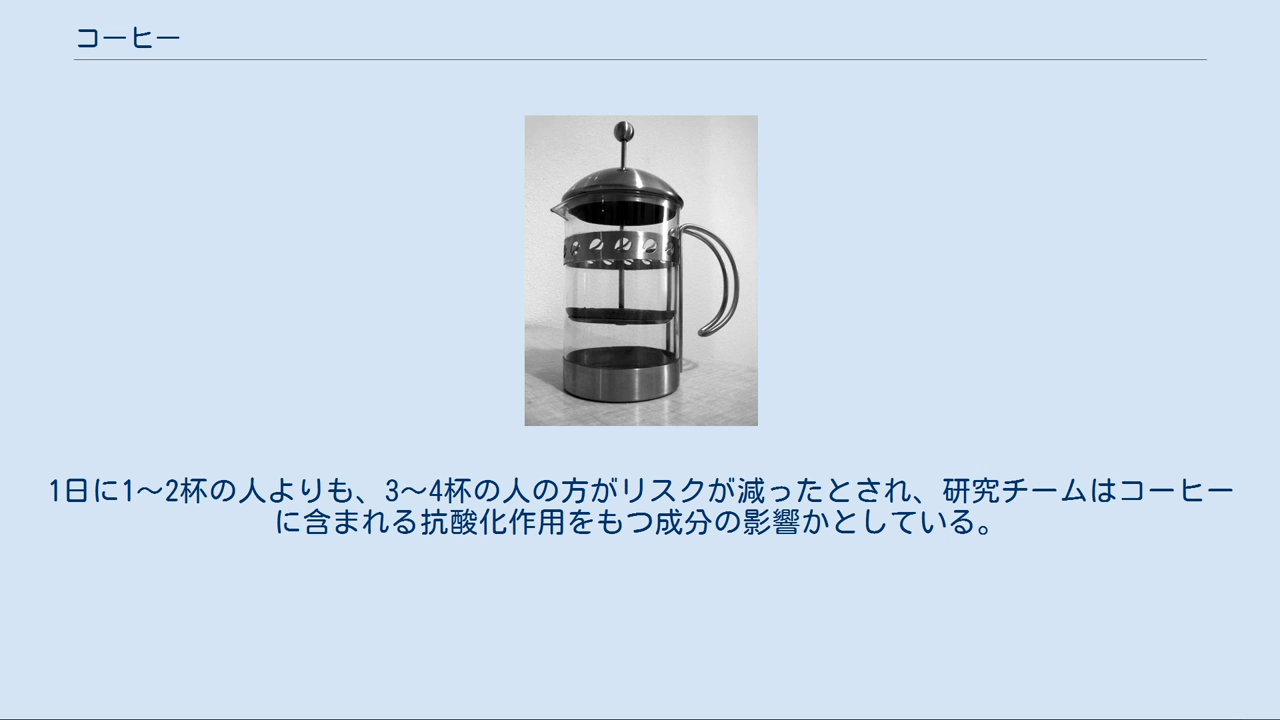 コーヒー
1日に1～2杯の人よりも、3～4杯の人の方がリスクが減ったとされ、研究チームはコーヒー
に含まれる抗酸化作用をもつ成分の影響かとしている。